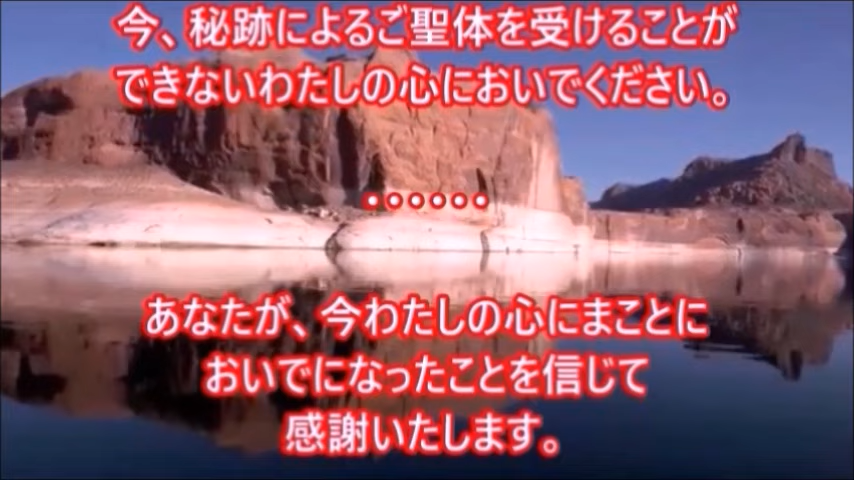 今、秘跡によるご聖体を受けることが
できないわたしの心においでください。
・。。。。。。
あなたが、今わたしの心にまことに
おいでになったことを信じて
感謝いたします。